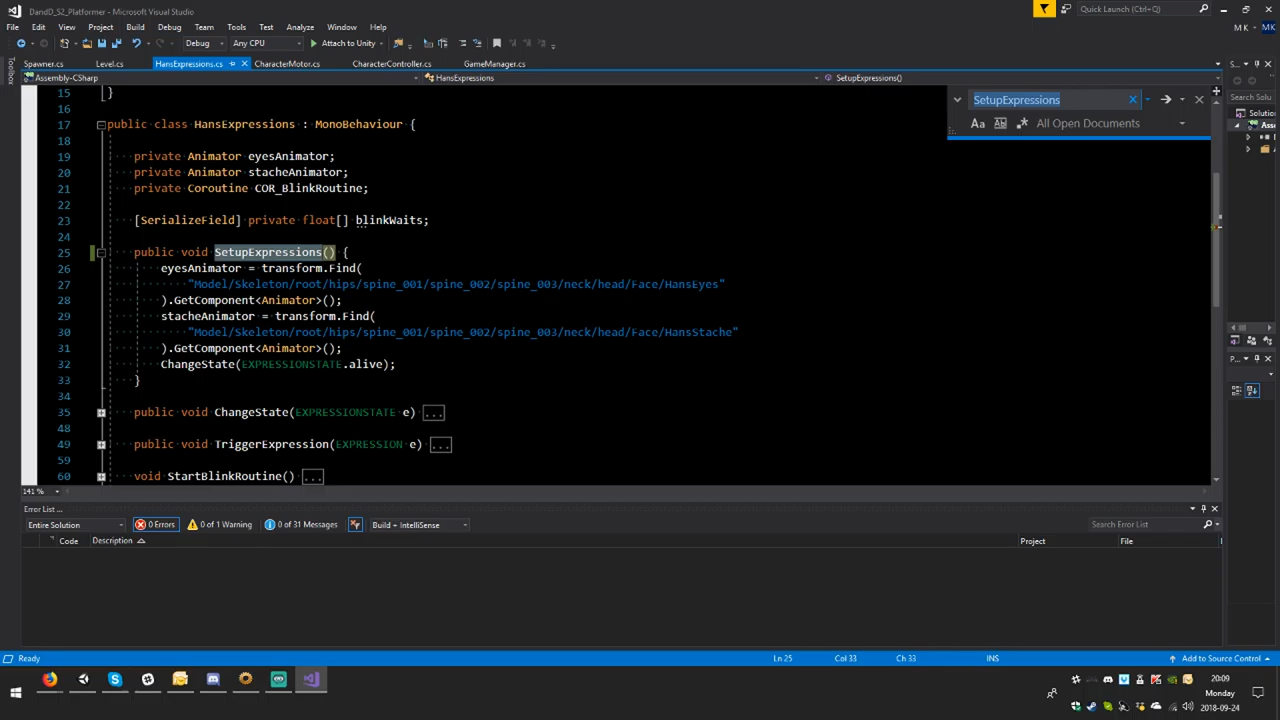 DandD_S2_Platformer - Microsoft Visual Studio
Quick Launch (Ctrl+Q)
File Edit View Project Build Debug Team Tools Test Analyze Window Help
M K MK
Debug Any CPU Attach to Unity
Toolbox
Spawner.cs Level.cs HansExpressions.cs CharacterMotor.cs CharacterController.cs GameManager.cs
S...
Assembly-CSharp HansExpressions SetupExpressions()
15 }
16
17 public class HansExpressions : MonoBehaviour {
18
19 private Animator eyesAnimator;
20 private Animator stacheAnimator;
21 private Coroutine COR_BlinkRoutine;
22
23 [SerializeField] private float[] blinkWaits;
24
25 public void SetupExpressions() {
26 eyesAnimator = transform.Find(
27 "Model/Skeleton/root/hips/spine_001/spine_002/spine_003/neck/head/Face/HansEyes"
28 ).GetComponent<Animator>();
29 stacheAnimator = transform.Find(
30 "Model/Skeleton/root/hips/spine_001/spine_002/spine_003/neck/head/Face/HansStache"
31 ).GetComponent<Animator>();
32 ChangeState(EXPRESSIONSTATE.alive);
33 }
34
35 public void ChangeState(EXPRESSIONSTATE e) ...
48
49 public void TriggerExpression(EXPRESSION e) ...
59
60 void StartBlinkRoutine() ...
SetupExpressions
Aa Ab .* All Open Documents
Search Solu
Solution
Ass
P...
141 %
Error List ...
Entire Solution 0 Errors 0 of 1 Warning 0 of 31 Messages Build + IntelliSense Search Error List
Code Description Project File
Ready Ln 25 Col 33 Ch 33 INS Add to Source Control
20:09
Monday
2018-09-24